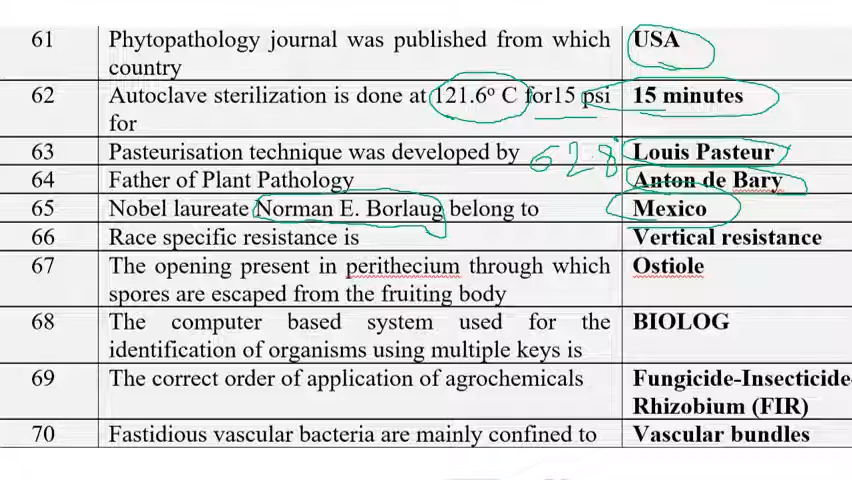 61 Phytopathology journal was published from which USA
country
62 Autoclave sterilization is done at 121.6º C for15 psi 15 minutes
for
63 Pasteurisation technique was developed by 62.8° Louis Pasteur
64 Father of Plant Pathology Anton de Bary
65 Nobel laureate Norman E. Borlaug belong to Mexico
66 Race specific resistance is Vertical resistance
67 The opening present in perithecium through which Ostiole
spores are escaped from the fruiting body
68 The computer based system used for the BIOLOG
identification of organisms using multiple keys is
69 The correct order of application of agrochemicals Fungicide-Insecticide-
Rhizobium (FIR)
70 Fastidious vascular bacteria are mainly confined to Vascular bundles